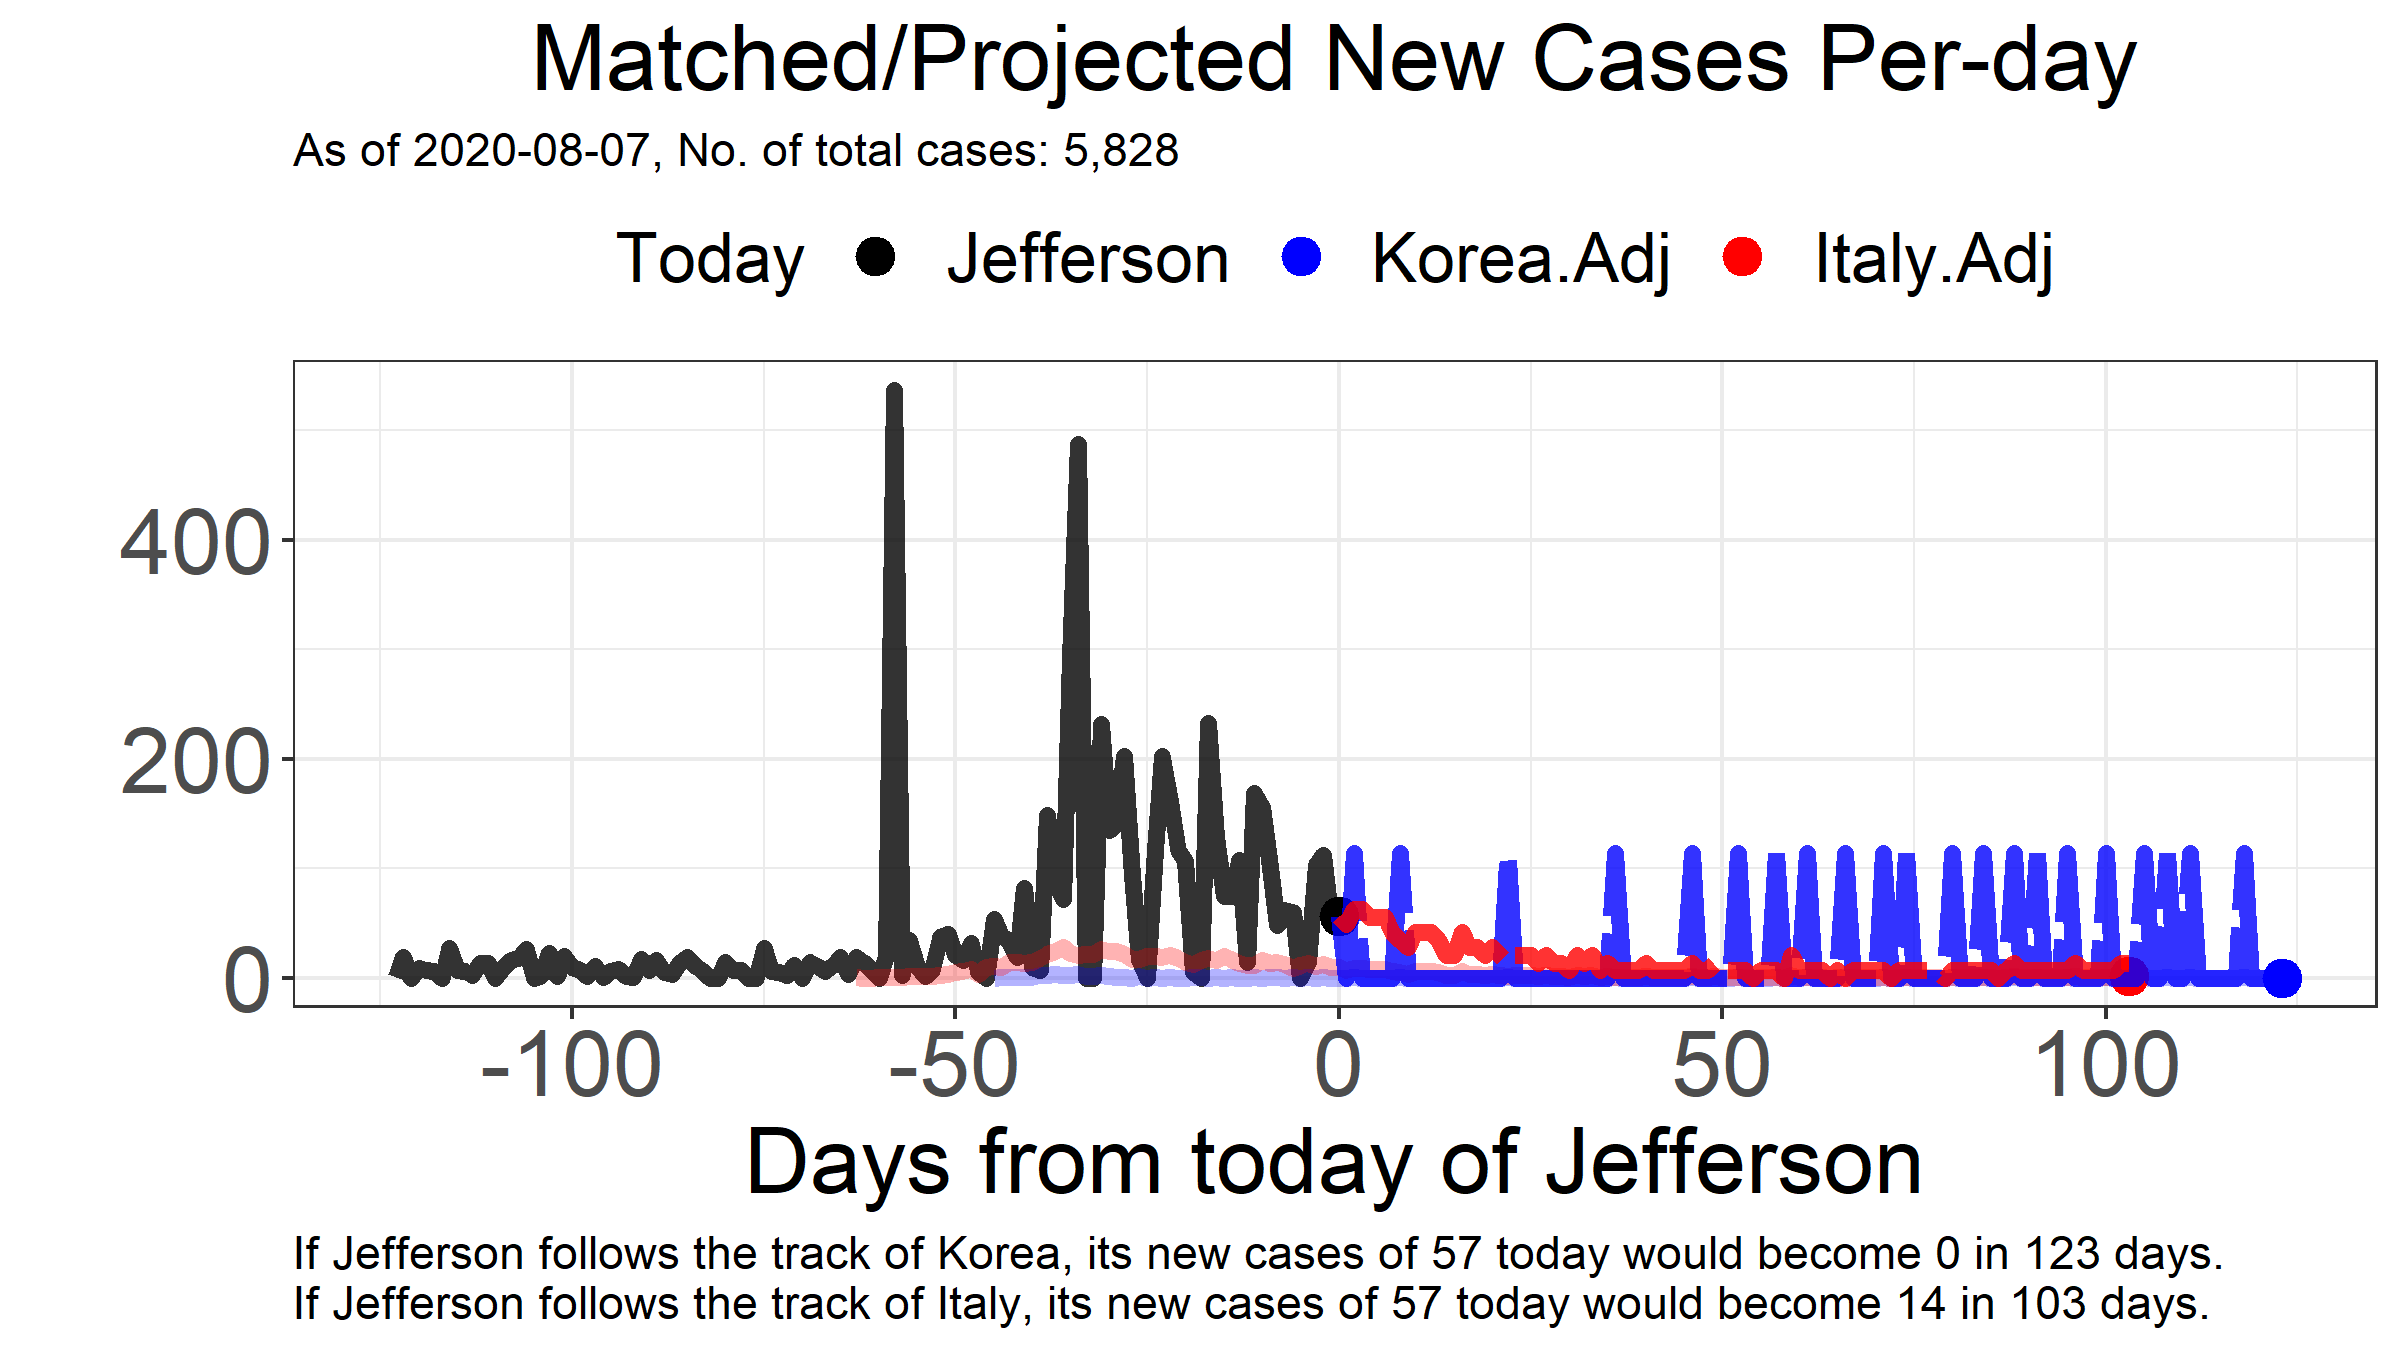 Matched/Projected New Cases Per-day
As of 2020-08-07, No. of total cases: 5,828
Today Jefferson Korea.Adj Italy.Adj
400
200
0
-100 -50 0 50 100
Days from today of Jefferson
If Jefferson follows the track of Korea, its new cases of 57 today would become 0 in 123 days.
If Jefferson follows the track of Italy, its new cases of 57 today would become 14 in 103 days.